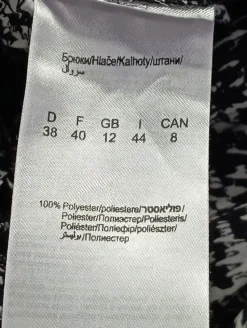 Брюки/Hlače/Kalhoty/штани/
سروال
D F GB I CAN
38 40 12 44 8
100% Polyester/poliestere/פוליאסטר/
Poliester/Полиэстер/Poliesteris/
Poliéster/Поліефір/poliészter/
بوليستر/Полиестер